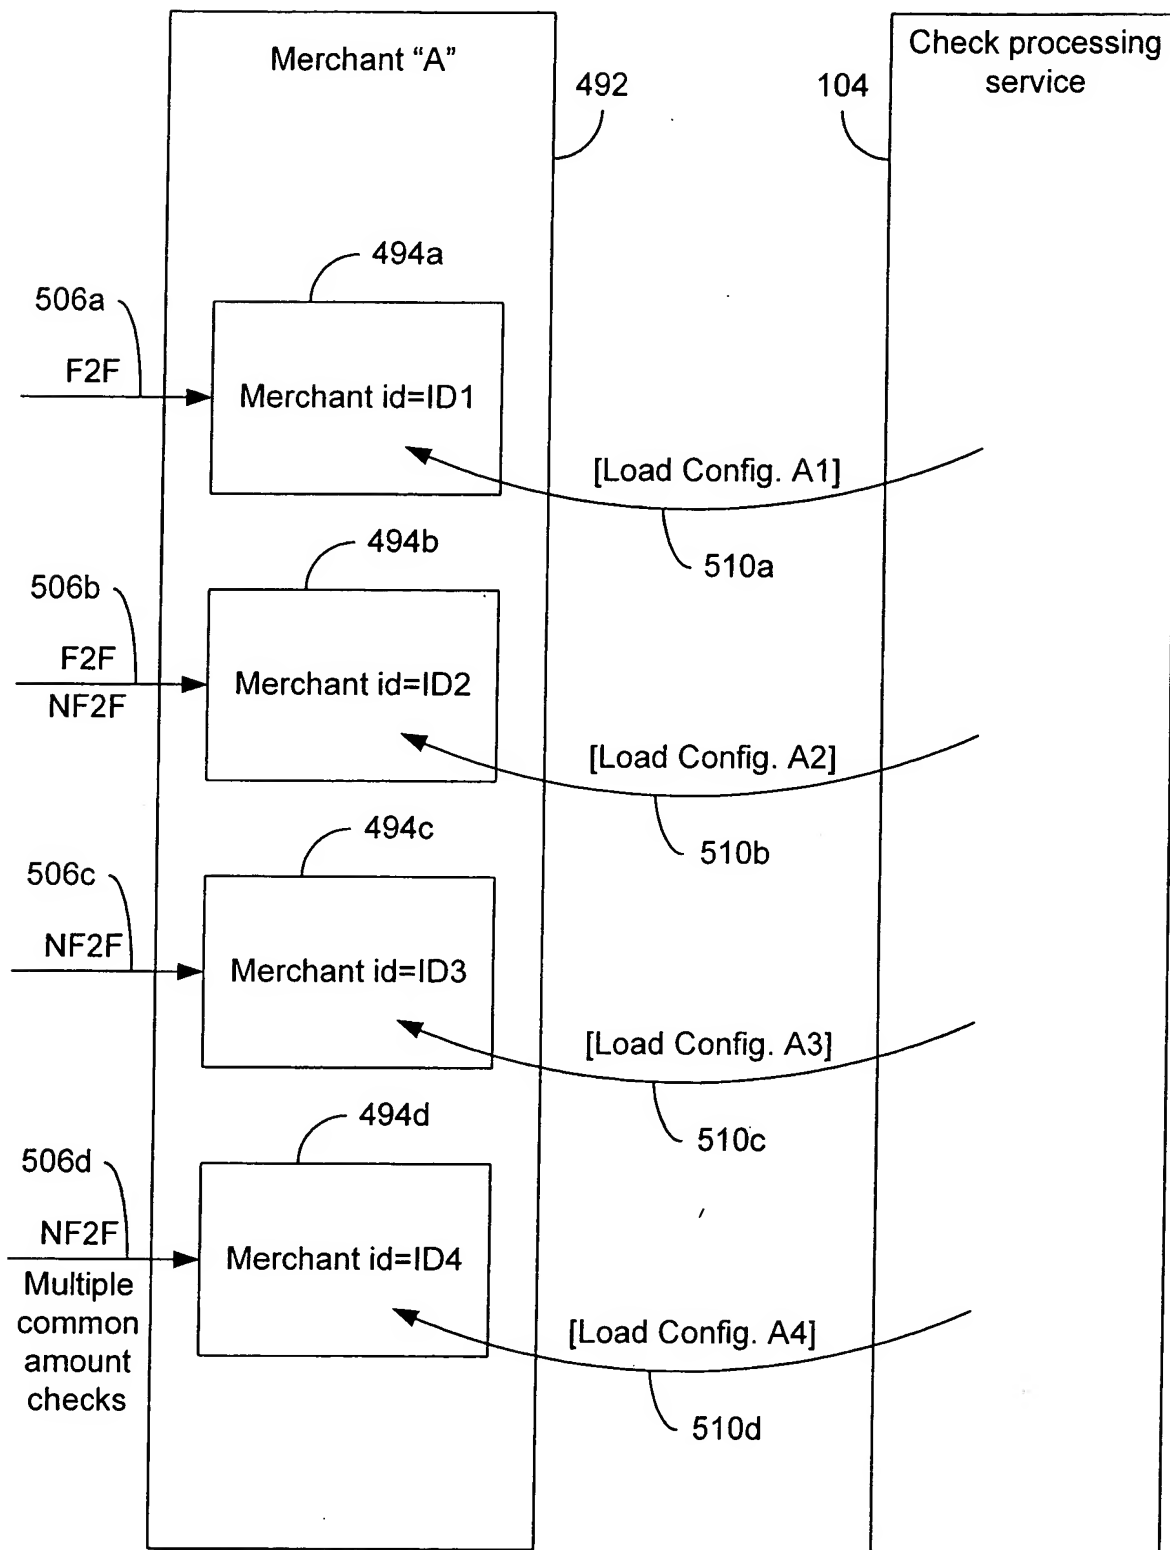 Merchant “A”
Check processing
service
492
104
494a
506a
F2F
Merchant id=ID1
[Load Config. A1]
510a
494b
506b
F2F
NF2F
Merchant id=ID2
[Load Config. A2]
510b
494c
506c
NF2F
Merchant id=ID3
[Load Config. A3]
510c
494d
506d
NF2F
Multiple
common
amount
checks
Merchant id=ID4
[Load Config. A4]
510d